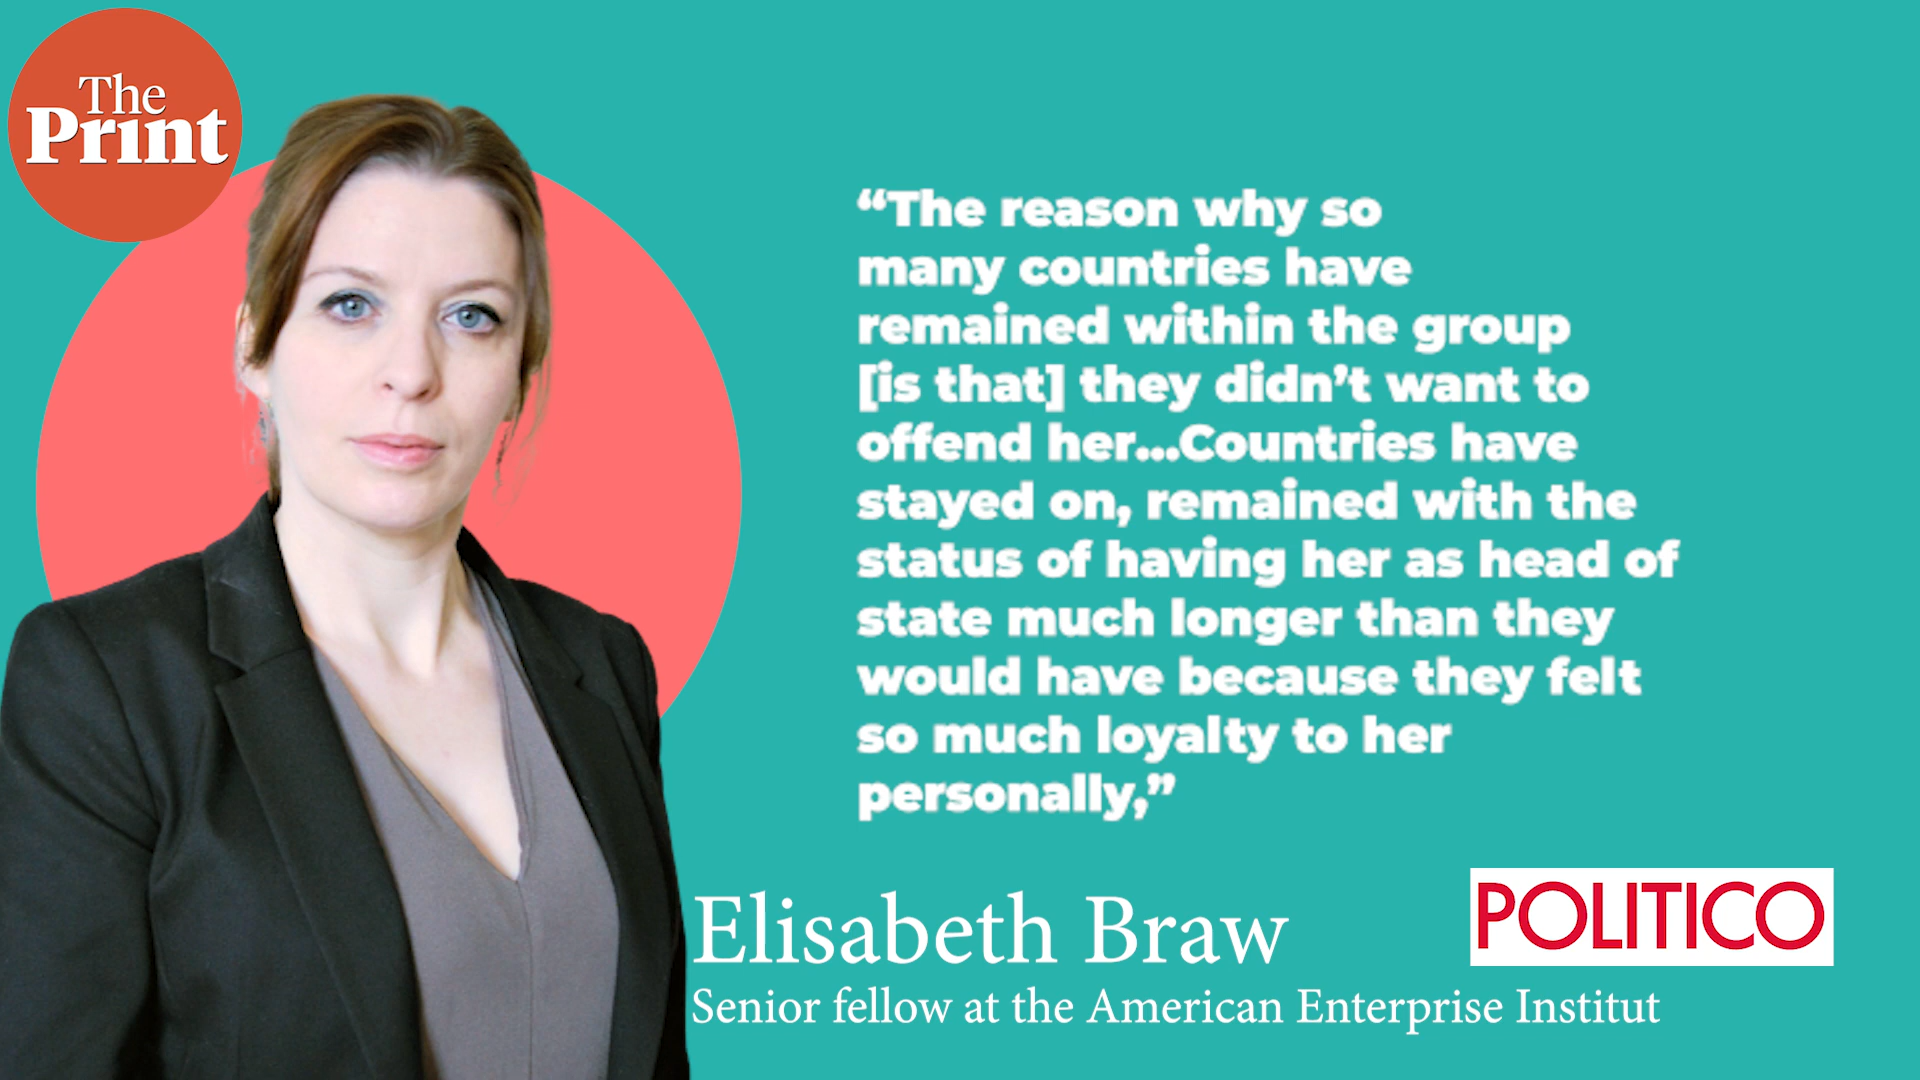 The
Print
“The reason why so
many countries have
remained within the group
[is that] they didn’t want to
offend her...Countries have
stayed on, remained with the
status of having her as head of
state much longer than they
would have because they felt
so much loyalty to her
personally,”
Elisabeth Braw
POLITICO
Senior fellow at the American Enterprise Institut